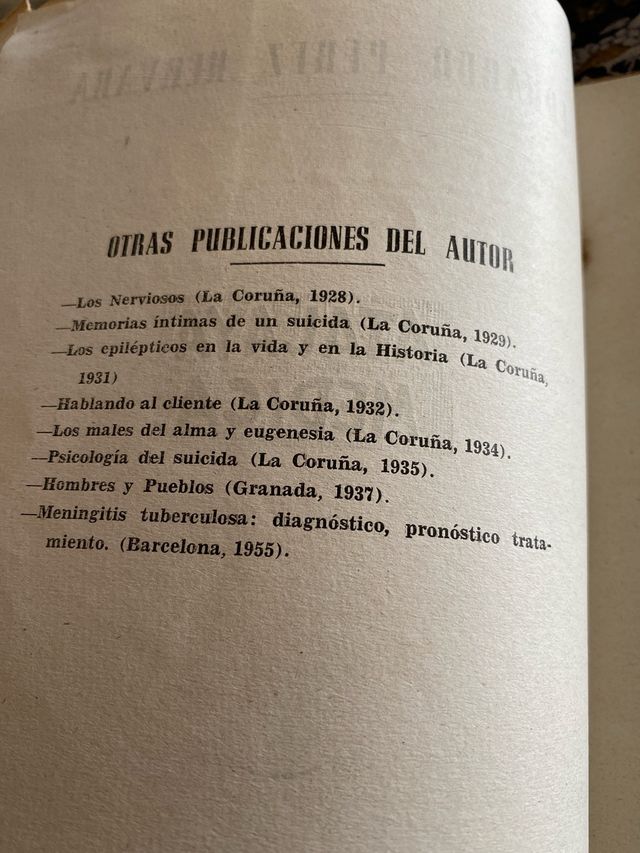 OTRAS PUBLICACIONES DEL AUTOR
—Los Nerviosos (La Coruña, 1928).
—Memorias íntimas de un suicida (La Coruña, 1929).
—Los epilépticos en la vida y en la Historia (La Coruña,
1931)
—Hablando al cliente (La Coruña, 1932).
—Los males del alma y eugenesia (La Coruña, 1934).
—Psicología del suicida (La Coruña, 1935).
—Hombres y Pueblos (Granada, 1937).
—Meningitis tuberculosa: diagnóstico, pronóstico trata-
miento. (Barcelona, 1955).